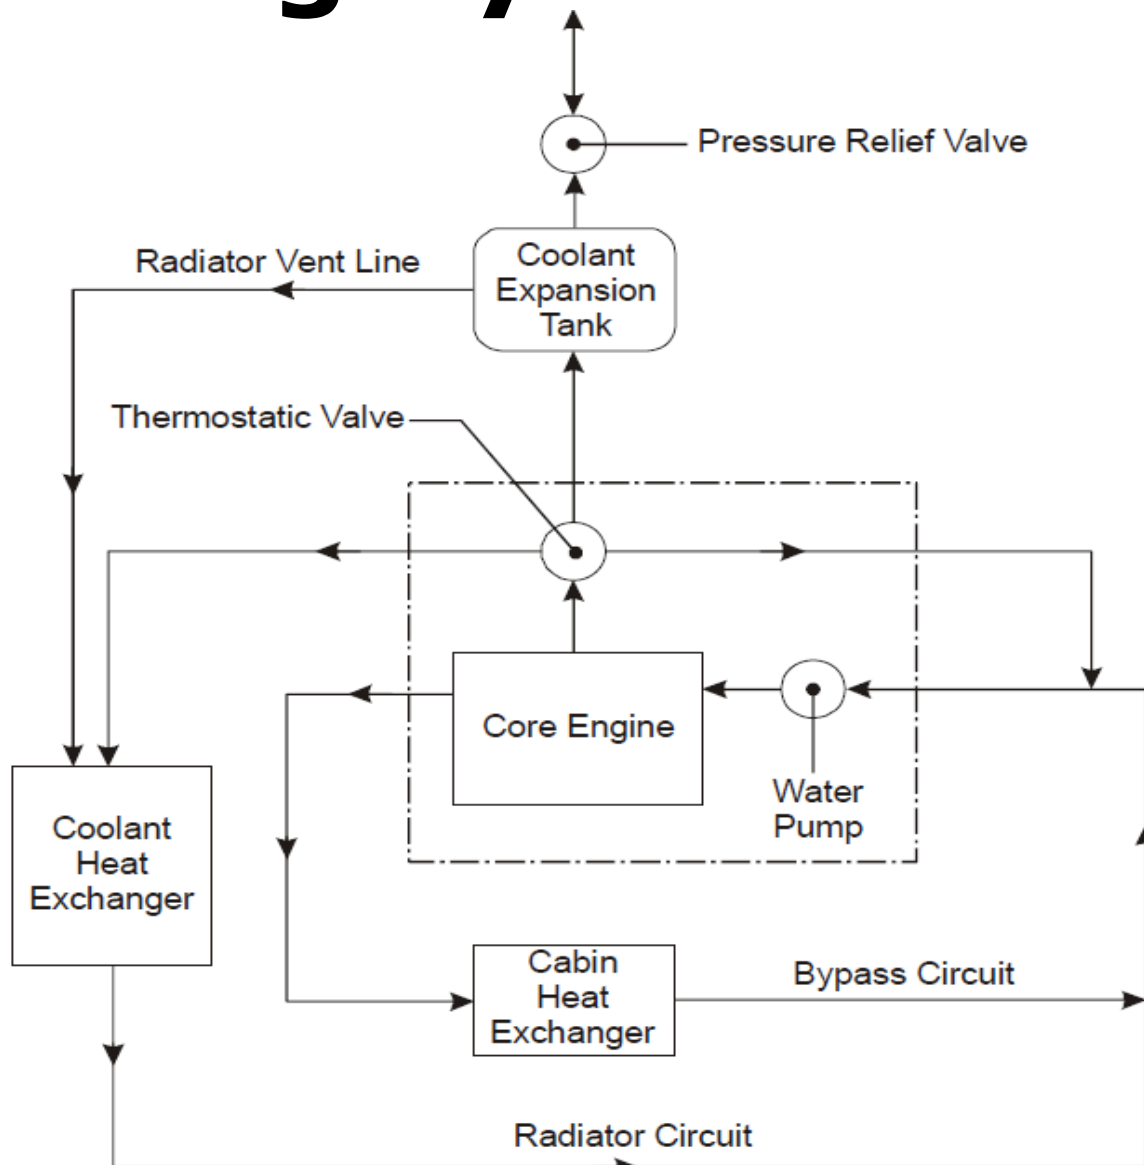 Pressure Relief Valve
Radiator Vent Line
Coolant
Expansion
Tank
Thermostatic Valve
Core Engine
Water
Pump
Coolant
Heat
Exchanger
Cabin
Heat
Exchanger
Bypass Circuit
Radiator Circuit